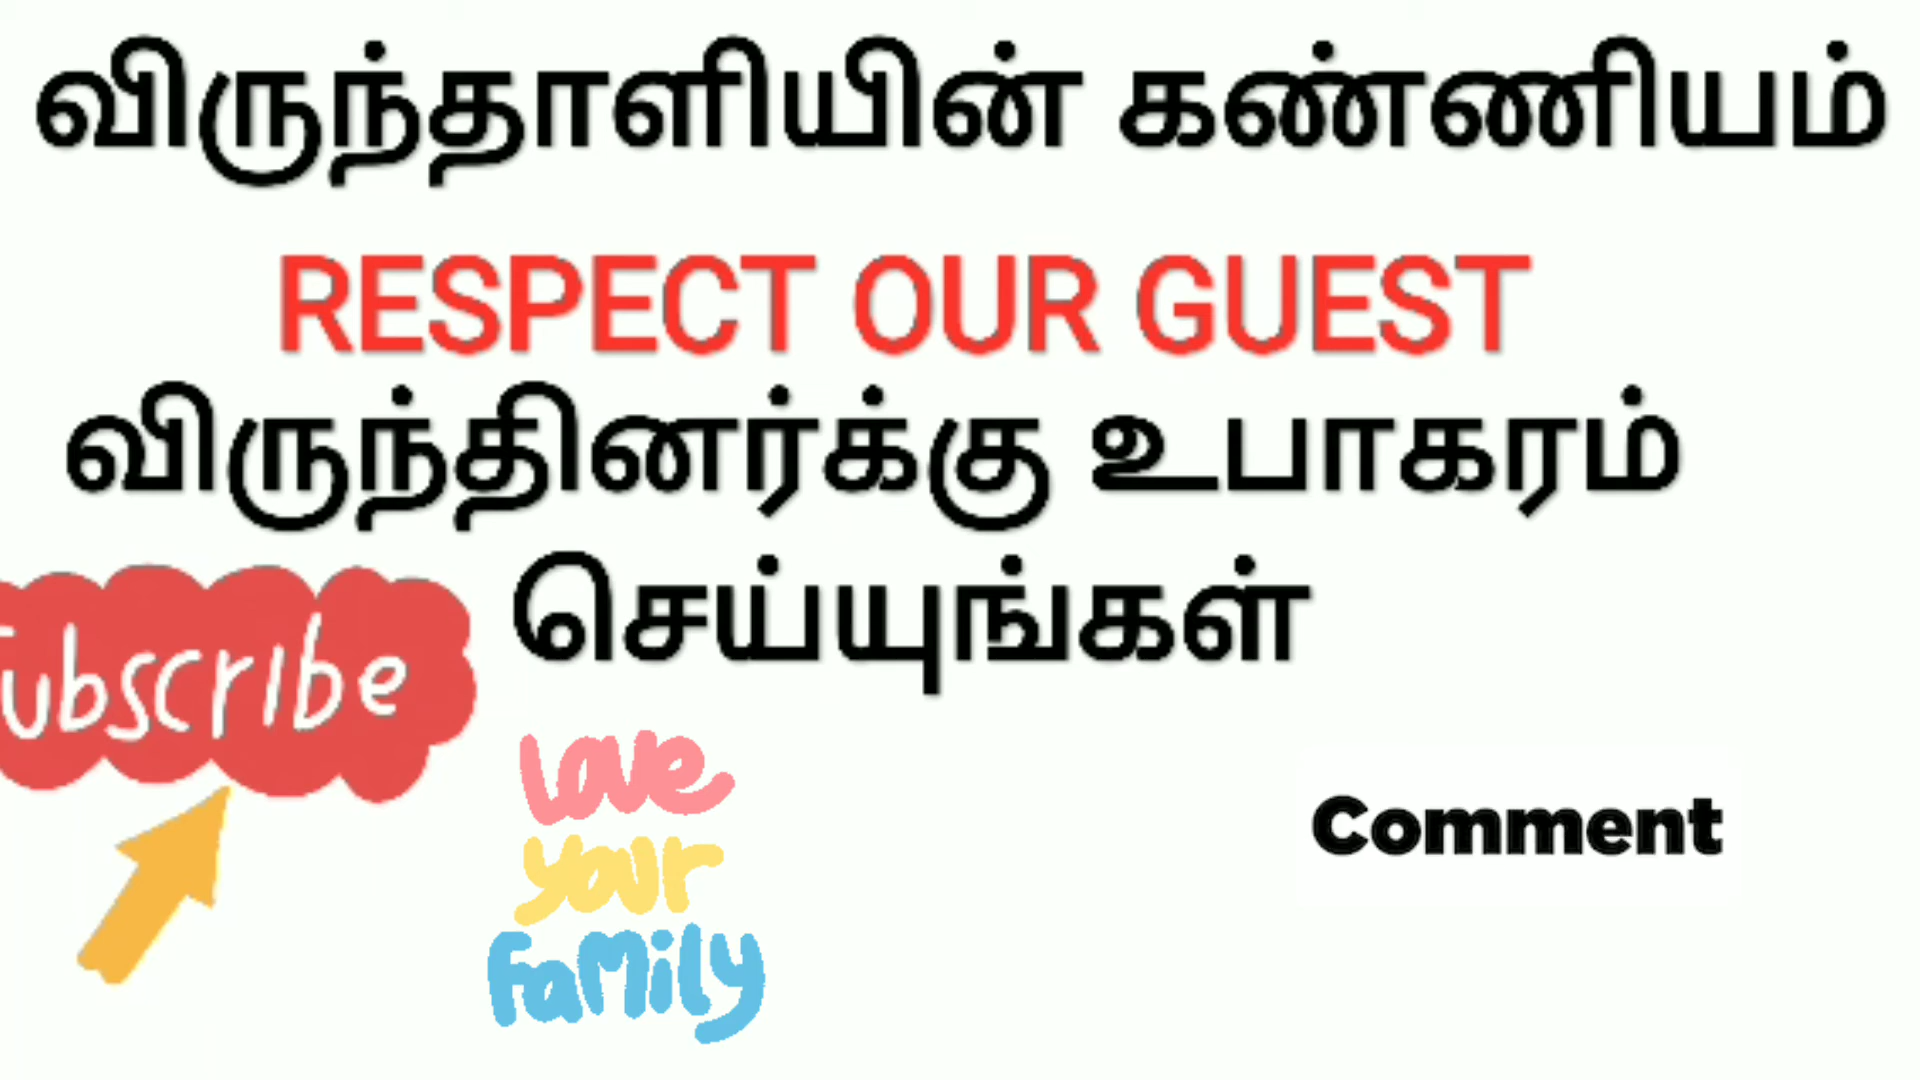 விருந்தாளியின் கண்ணியம்
RESPECT OUR GUEST
விருந்தினர்க்கு உபாகரம்
செய்யுங்கள்
ubscribe
Love
your
family
Comment